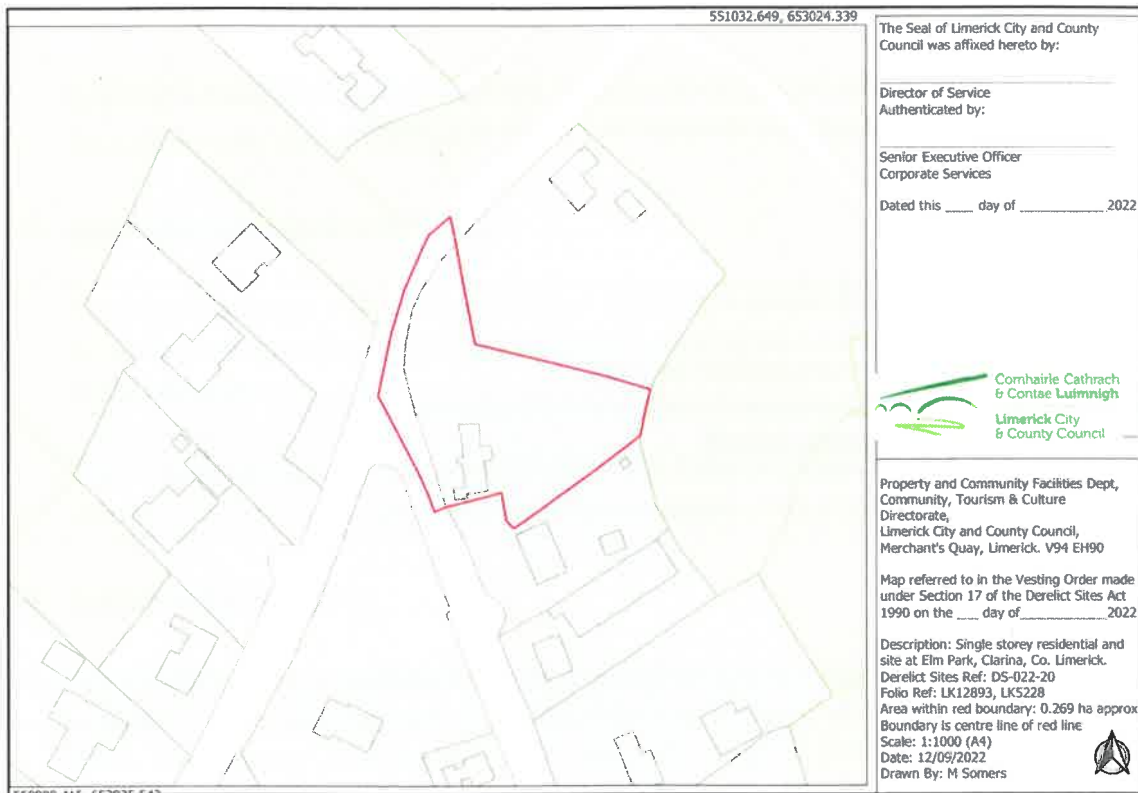 551032.649, 653024.339
The Seal of Limerick City and County
Council was affixed hereto by:
Director of Service
Authenticated by:
Senior Executive Officer
Corporate Services
Dated this ____ day of ____________ 2022
Comhairle Cathrach
& Contae Luimnigh
Limerick City
& County Council
Property and Community Facilities Dept,
Community, Tourism & Culture
Directorate,
Limerick City and County Council,
Merchant's Quay, Limerick. V94 EH90
Map referred to in the Vesting Order made
under Section 17 of the Derelict Sites Act
1990 on the ___ day of ____________ 2022
Description: Single storey residential and
site at Elm Park, Clarina, Co. Limerick.
Derelict Sites Ref: DS-022-20
Folio Ref: LK12893, LK5228
Area within red boundary: 0.269 ha approx
Boundary is centre line of red line
Scale: 1:1000 (A4)
Date: 12/09/2022
Drawn By: M Somers